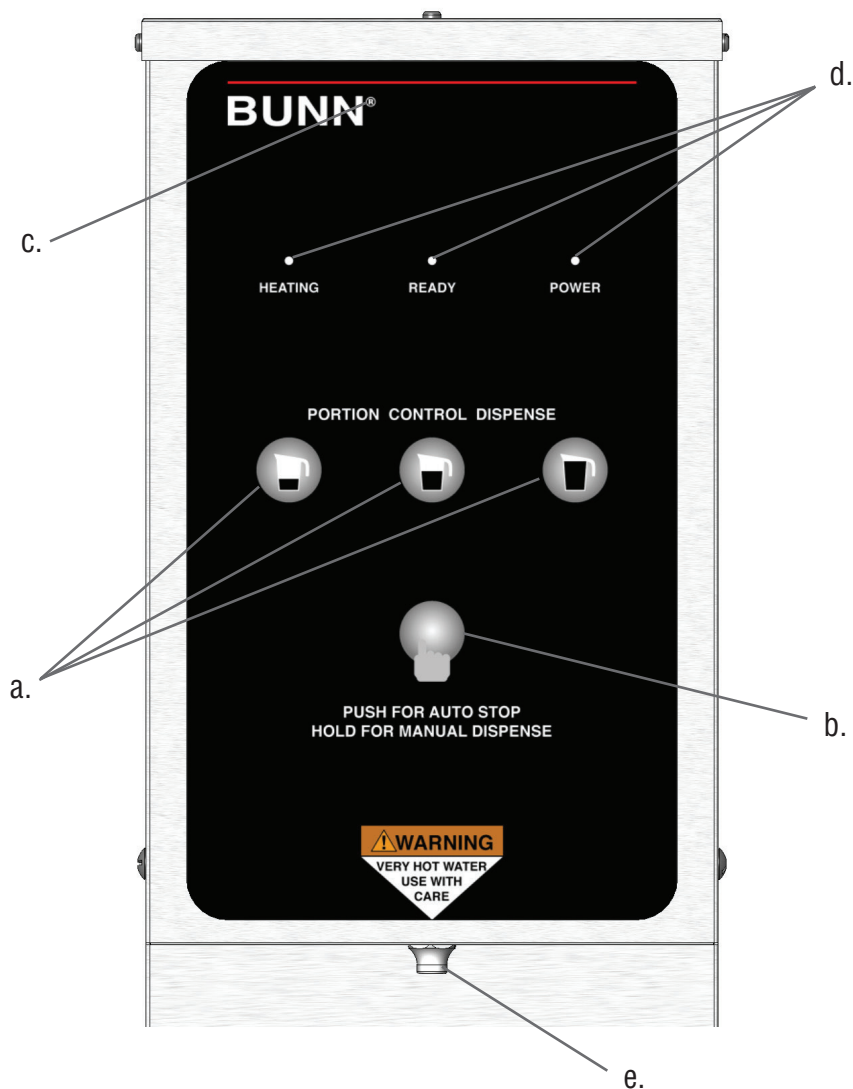 BUNN®
d.
c.
HEATING READY POWER
PORTION CONTROL DISPENSE
a.
PUSH FOR AUTO STOP
HOLD FOR MANUAL DISPENSE
b.
WARNING
VERY HOT WATER
USE WITH
CARE
e.